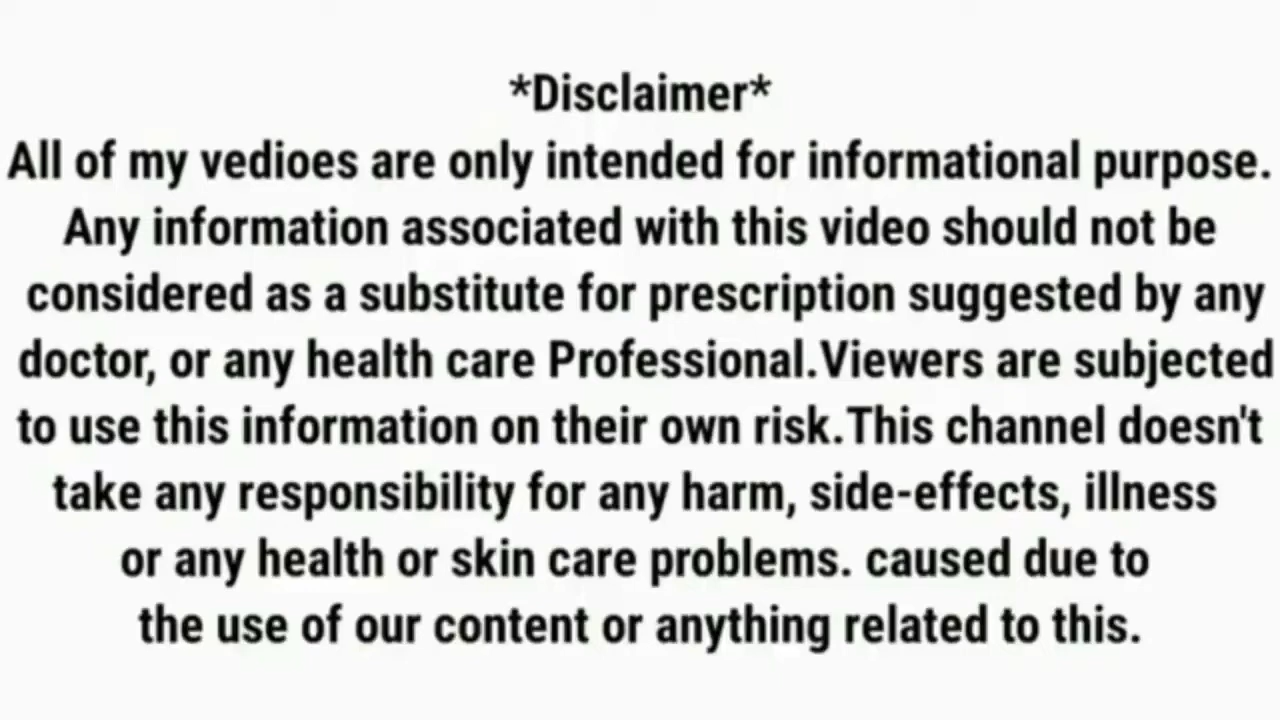 *Disclaimer*
All of my vedioes are only intended for informational purpose.
Any information associated with this video should not be
considered as a substitute for prescription suggested by any
doctor, or any health care Professional.Viewers are subjected
to use this information on their own risk.This channel doesn't
take any responsibility for any harm, side-effects, illness
or any health or skin care problems. caused due to
the use of our content or anything related to this.